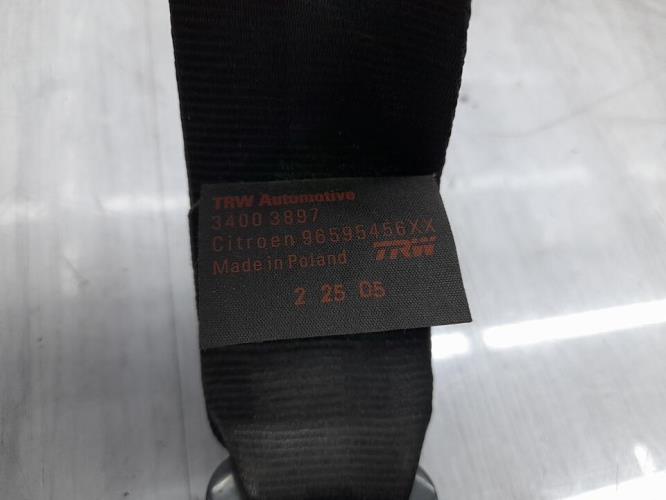 TRW Automotive
3400 3897
Citroen 96595456XX
Made in Poland TRW
2 25 05